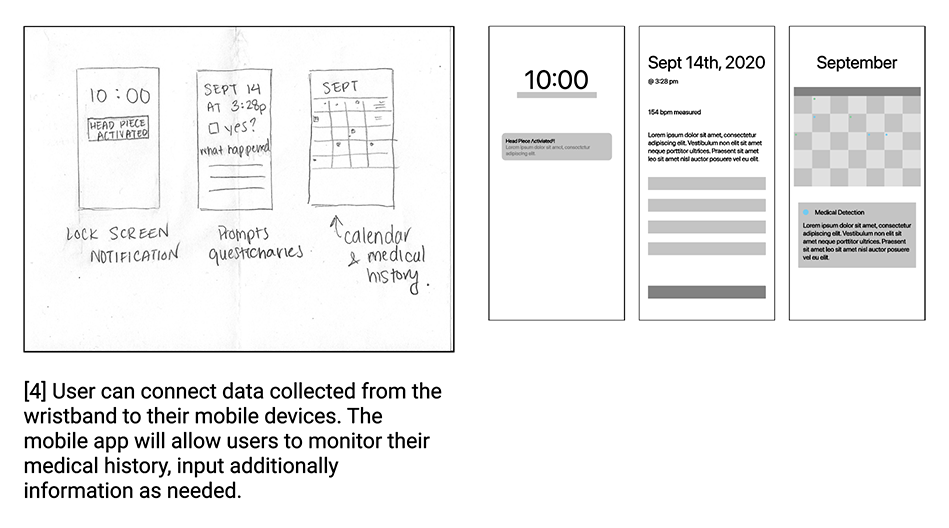 10:00
HEAD PIECE
ACTIVATED
SEPT 14
AT 3:28p
yes?
what happened
SEPT
LOCK SCREEN
NOTIFICATION
Prompts
questionaries
calendar
& medical
history.
10:00
Head Piece Activiated!!
Lorem ipsum dolor sit amet, consectetur
adipiscing elit.
Sept 14th, 2020
@ 3:28 pm
154 bpm measured
Lorem ipsum dolor sit amet, consectetur
adipiscing elit. Vestibulum non elit sit amet
neque porttitor ultrices. Praesent sit amet
leo sit amet nisl auctor posuere vel eu elit.
September
Medical Detection
Lorem ipsum dolor sit amet, consectetur
adipiscing elit. Vestibulum non elit sit
amet neque porttitor ultrices. Praesent
sit amet leo sit amet nisl auctor posuere
vel eu elit.
[4] User can connect data collected from the
wristband to their mobile devices. The
mobile app will allow users to monitor their
medical history, input additionally
information as needed.